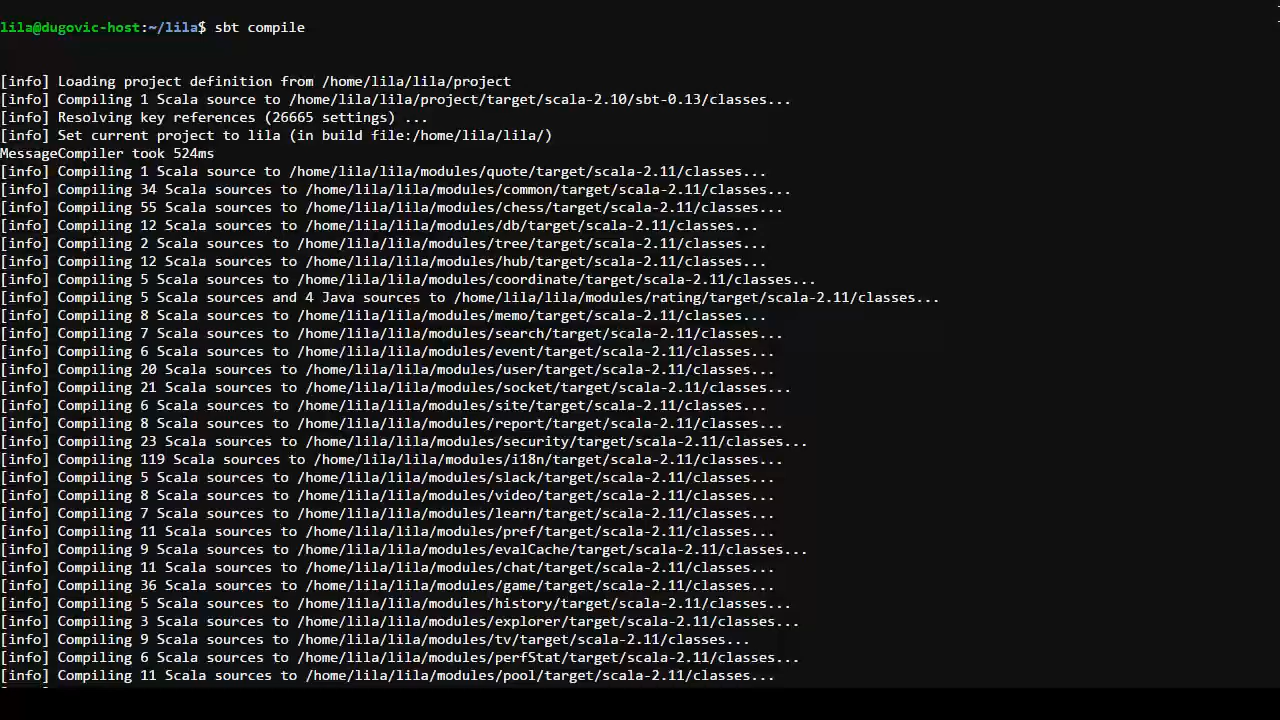 lila@dugovic-host:~/lila$ sbt compile
[info] Loading project definition from /home/lila/lila/project
[info] Compiling 1 Scala source to /home/lila/lila/project/target/scala-2.10/sbt-0.13/classes...
[info] Resolving key references (26665 settings) ...
[info] Set current project to lila (in build file:/home/lila/lila/)
MessageCompiler took 524ms
[info] Compiling 1 Scala source to /home/lila/lila/modules/quote/target/scala-2.11/classes...
[info] Compiling 34 Scala sources to /home/lila/lila/modules/common/target/scala-2.11/classes...
[info] Compiling 55 Scala sources to /home/lila/lila/modules/chess/target/scala-2.11/classes...
[info] Compiling 12 Scala sources to /home/lila/lila/modules/db/target/scala-2.11/classes...
[info] Compiling 2 Scala sources to /home/lila/lila/modules/tree/target/scala-2.11/classes...
[info] Compiling 12 Scala sources to /home/lila/lila/modules/hub/target/scala-2.11/classes...
[info] Compiling 5 Scala sources to /home/lila/lila/modules/coordinate/target/scala-2.11/classes...
[info] Compiling 5 Scala sources and 4 Java sources to /home/lila/lila/modules/rating/target/scala-2.11/classes...
[info] Compiling 8 Scala sources to /home/lila/lila/modules/memo/target/scala-2.11/classes...
[info] Compiling 7 Scala sources to /home/lila/lila/modules/search/target/scala-2.11/classes...
[info] Compiling 6 Scala sources to /home/lila/lila/modules/event/target/scala-2.11/classes...
[info] Compiling 20 Scala sources to /home/lila/lila/modules/user/target/scala-2.11/classes...
[info] Compiling 21 Scala sources to /home/lila/lila/modules/socket/target/scala-2.11/classes...
[info] Compiling 6 Scala sources to /home/lila/lila/modules/site/target/scala-2.11/classes...
[info] Compiling 8 Scala sources to /home/lila/lila/modules/report/target/scala-2.11/classes...
[info] Compiling 23 Scala sources to /home/lila/lila/modules/security/target/scala-2.11/classes...
[info] Compiling 119 Scala sources to /home/lila/lila/modules/i18n/target/scala-2.11/classes...
[info] Compiling 5 Scala sources to /home/lila/lila/modules/slack/target/scala-2.11/classes...
[info] Compiling 8 Scala sources to /home/lila/lila/modules/video/target/scala-2.11/classes...
[info] Compiling 7 Scala sources to /home/lila/lila/modules/learn/target/scala-2.11/classes...
[info] Compiling 11 Scala sources to /home/lila/lila/modules/pref/target/scala-2.11/classes...
[info] Compiling 9 Scala sources to /home/lila/lila/modules/evalCache/target/scala-2.11/classes...
[info] Compiling 11 Scala sources to /home/lila/lila/modules/chat/target/scala-2.11/classes...
[info] Compiling 36 Scala sources to /home/lila/lila/modules/game/target/scala-2.11/classes...
[info] Compiling 5 Scala sources to /home/lila/lila/modules/history/target/scala-2.11/classes...
[info] Compiling 3 Scala sources to /home/lila/lila/modules/explorer/target/scala-2.11/classes...
[info] Compiling 9 Scala sources to /home/lila/lila/modules/tv/target/scala-2.11/classes...
[info] Compiling 6 Scala sources to /home/lila/lila/modules/perfStat/target/scala-2.11/classes...
[info] Compiling 11 Scala sources to /home/lila/lila/modules/pool/target/scala-2.11/classes...